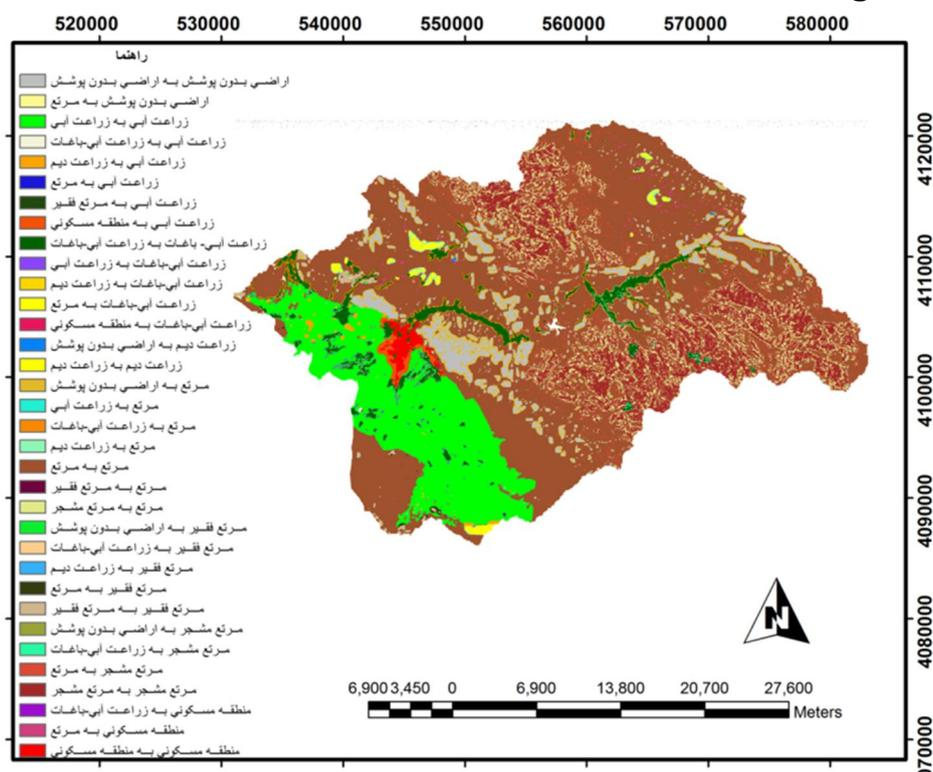 520000 530000 540000 550000 560000 570000 580000
راهنما
اراضي بدون پوشش به اراضي بدون پوشش
اراضي بدون پوشش به مرتع
زراعت آبي به زراعت آبي
زراعت آبي به زراعت آبي-باغات
زراعت آبي به زراعت ديم
زراعت آبي به مرتع
زراعت آبي به مرتع فقير
زراعت آبي به منطقه مسكوني
زراعت آبي- باغات به زراعت آبي-باغات
زراعت آبي-باغات به زراعت آبي
زراعت آبي-باغات به زراعت ديم
زراعت آبي-باغات به مرتع
زراعت آبي-باغات به منطقه مسكوني
زراعت ديم به اراضي بدون پوشش
زراعت ديم به زراعت ديم
مرتع به اراضي بدون پوشش
مرتع به زراعت آبي
مرتع به زراعت آبي-باغات
مرتع به زراعت ديم
مرتع به مرتع
مرتع به مرتع فقير
مرتع به مرتع مشجر
مرتع فقير به اراضي بدون پوشش
مرتع فقير به زراعت آبي-باغات
مرتع فقير به زراعت ديم
مرتع فقير به مرتع
مرتع فقير به مرتع فقير
مرتع مشجر به اراضي بدون پوشش
مرتع مشجر به زراعت آبي-باغات
مرتع مشجر به مرتع
مرتع مشجر به مرتع مشجر
منطقه مسكوني به زراعت آبي-باغات
منطقه مسكوني به مرتع
منطقه مسكوني به منطقه مسكوني
4120000
4110000
4100000
4090000
4080000
N
6,900 3,450 0 6,900 13,800 20,700 27,600
Meters